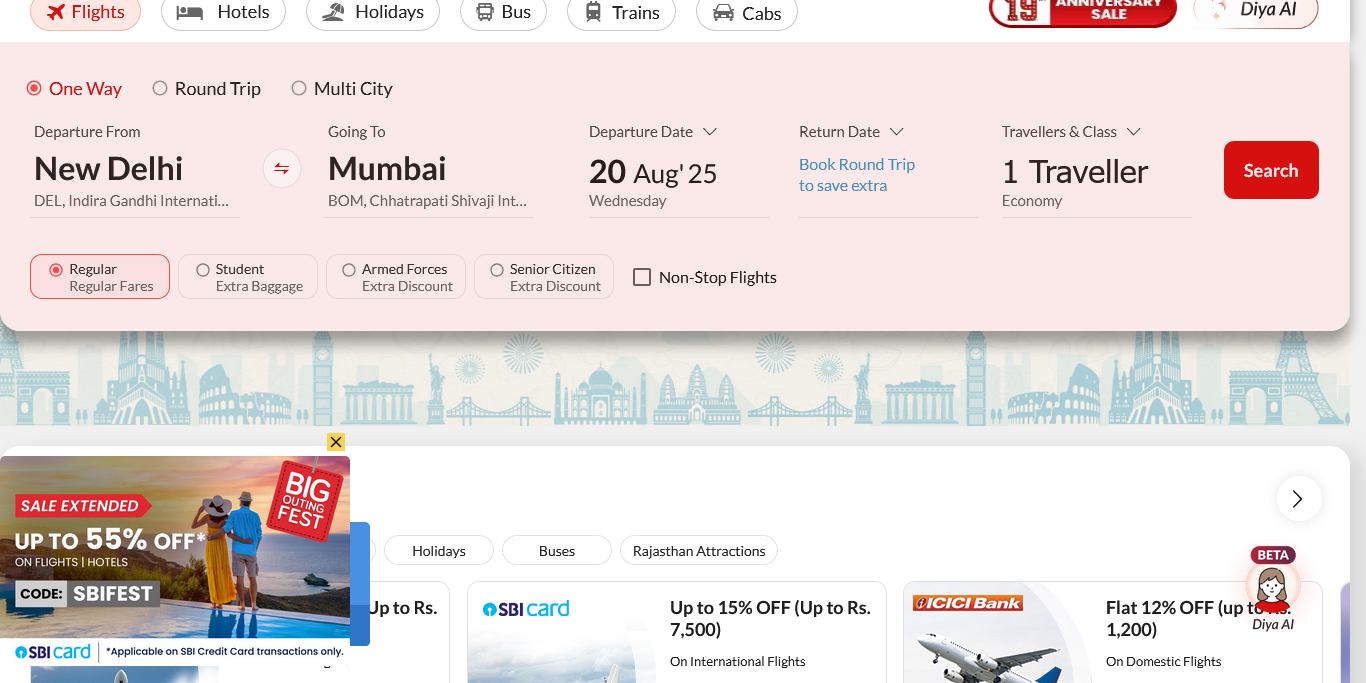 Flights
Hotels
Holidays
Bus
Trains
Cabs
19th
ANNIVERSARY
SALE
Diya AI
One Way
Round Trip
Multi City
Departure From
New Delhi
DEL, Indira Gandhi Internati...
Going To
Mumbai
BOM, Chhatrapati Shivaji Int...
Departure Date
20 Aug' 25
Wednesday
Return Date
Book Round Trip
to save extra
Travellers & Class
1 Traveller
Economy
Search
Regular
Regular Fares
Student
Extra Baggage
Armed Forces
Extra Discount
Senior Citizen
Extra Discount
Non-Stop Flights
BIG
OUTING
FEST
SALE EXTENDED
UP TO 55% OFF*
ON FLIGHTS | HOTELS
CODE: SBIFEST
SBI card
*Applicable on SBI Credit Card transactions only.
Holidays
Buses
Rajasthan Attractions
Up to Rs.
SBI card
Up to 15% OFF (Up to Rs.
7,500)
On International Flights
ICICI Bank
Flat 12% OFF (up to Rs.
1,200)
On Domestic Flights
BETA
Diya AI